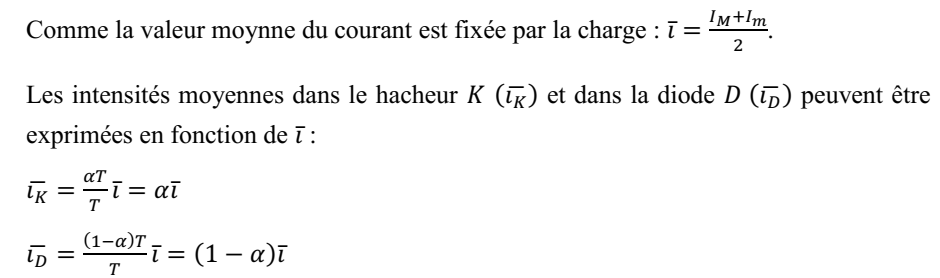 Comme la valeur moynne du courant est fixée par la charge : $\bar{\imath} = \frac{I_M + I_m}{2}$.
Les intensités moyennes dans le hacheur $K$ ($\overline{\imath_K}$) et dans la diode $D$ ($\overline{\imath_D}$) peuvent être
exprimées en fonction de $\bar{\imath}$ :
$\overline{\imath_K} = \frac{\alpha T}{T}\bar{\imath} = \alpha\bar{\imath}$
$\overline{\imath_D} = \frac{(1-\alpha)T}{T}\bar{\imath} = (1 - \alpha)\bar{\imath}$